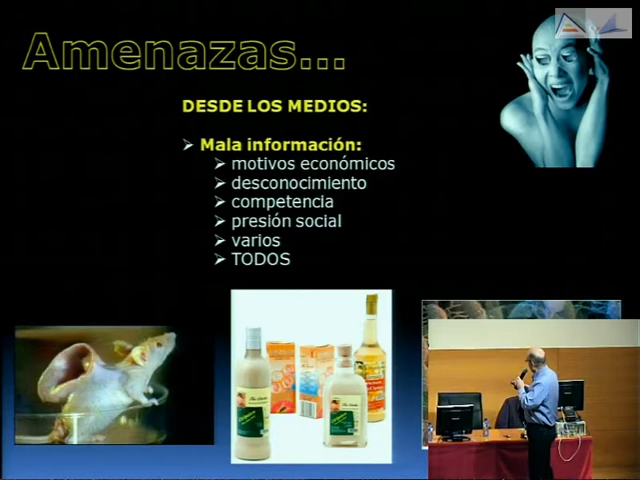 Amenazas...
DESDE LOS MEDIOS:
➢ Mala información:
➢ motivos económicos
➢ desconocimiento
➢ competencia
➢ presión social
➢ varios
➢ TODOS